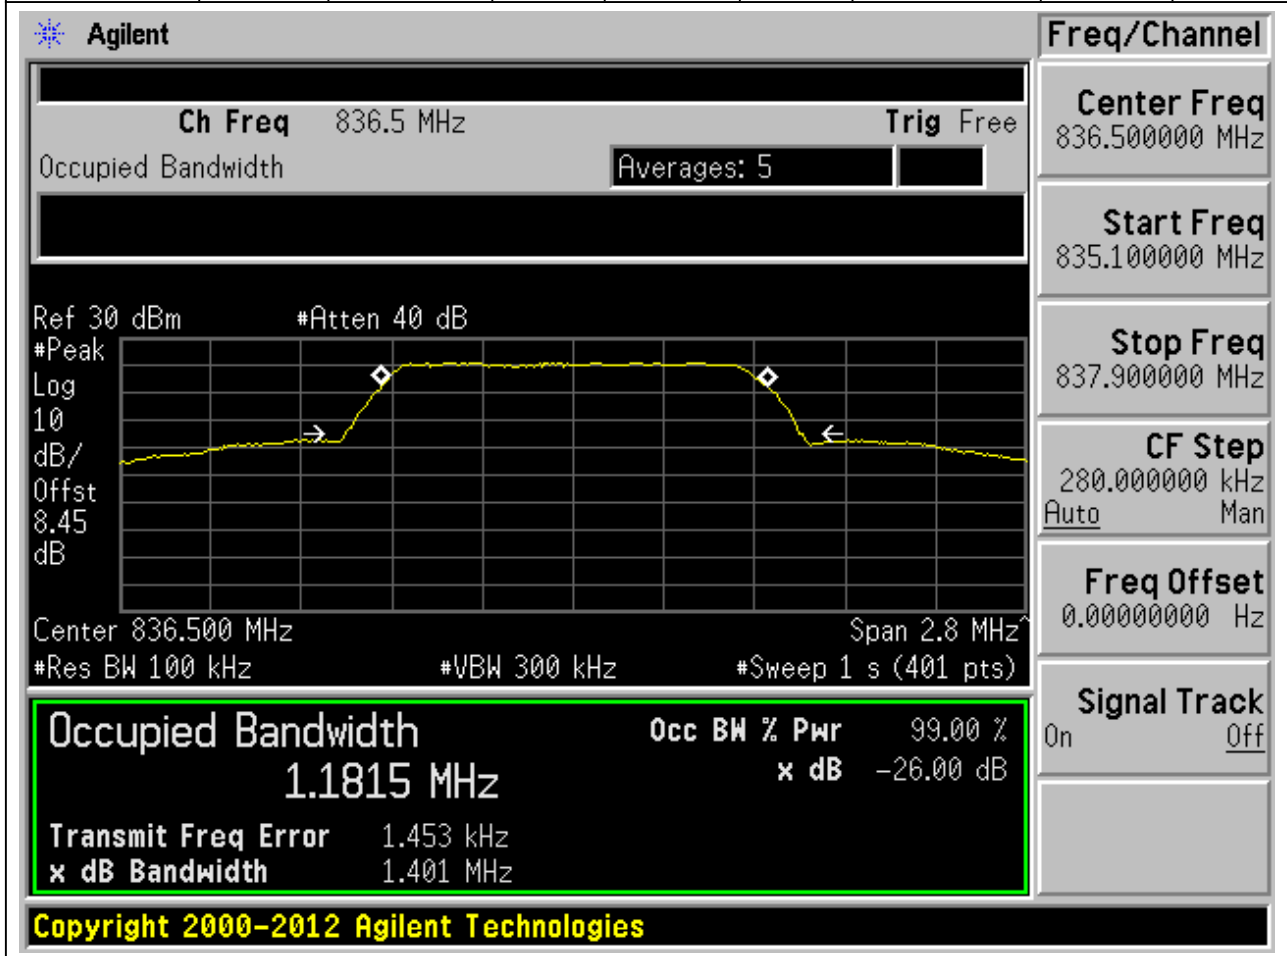 Agilent
Ch Freq 836.5 MHz Trig Free
Occupied Bandwidth Averages: 5
Ref 30 dBm #Atten 40 dB
#Peak
Log
10
dB/
Offst
8.45
dB
Center 836.500 MHz Span 2.8 MHz^
#Res BW 100 kHz #VBW 300 kHz #Sweep 1 s (401 pts)
Occupied Bandwidth
1.1815 MHz
Occ BW % Pwr 99.00 %
x dB -26.00 dB
Transmit Freq Error 1.453 kHz
x dB Bandwidth 1.401 MHz
Copyright 2000-2012 Agilent Technologies
Freq/Channel
Center Freq
836.500000 MHz
Start Freq
835.100000 MHz
Stop Freq
837.900000 MHz
CF Step
280.000000 kHz
Auto Man
Freq Offset
0.00000000 Hz
Signal Track
On Off